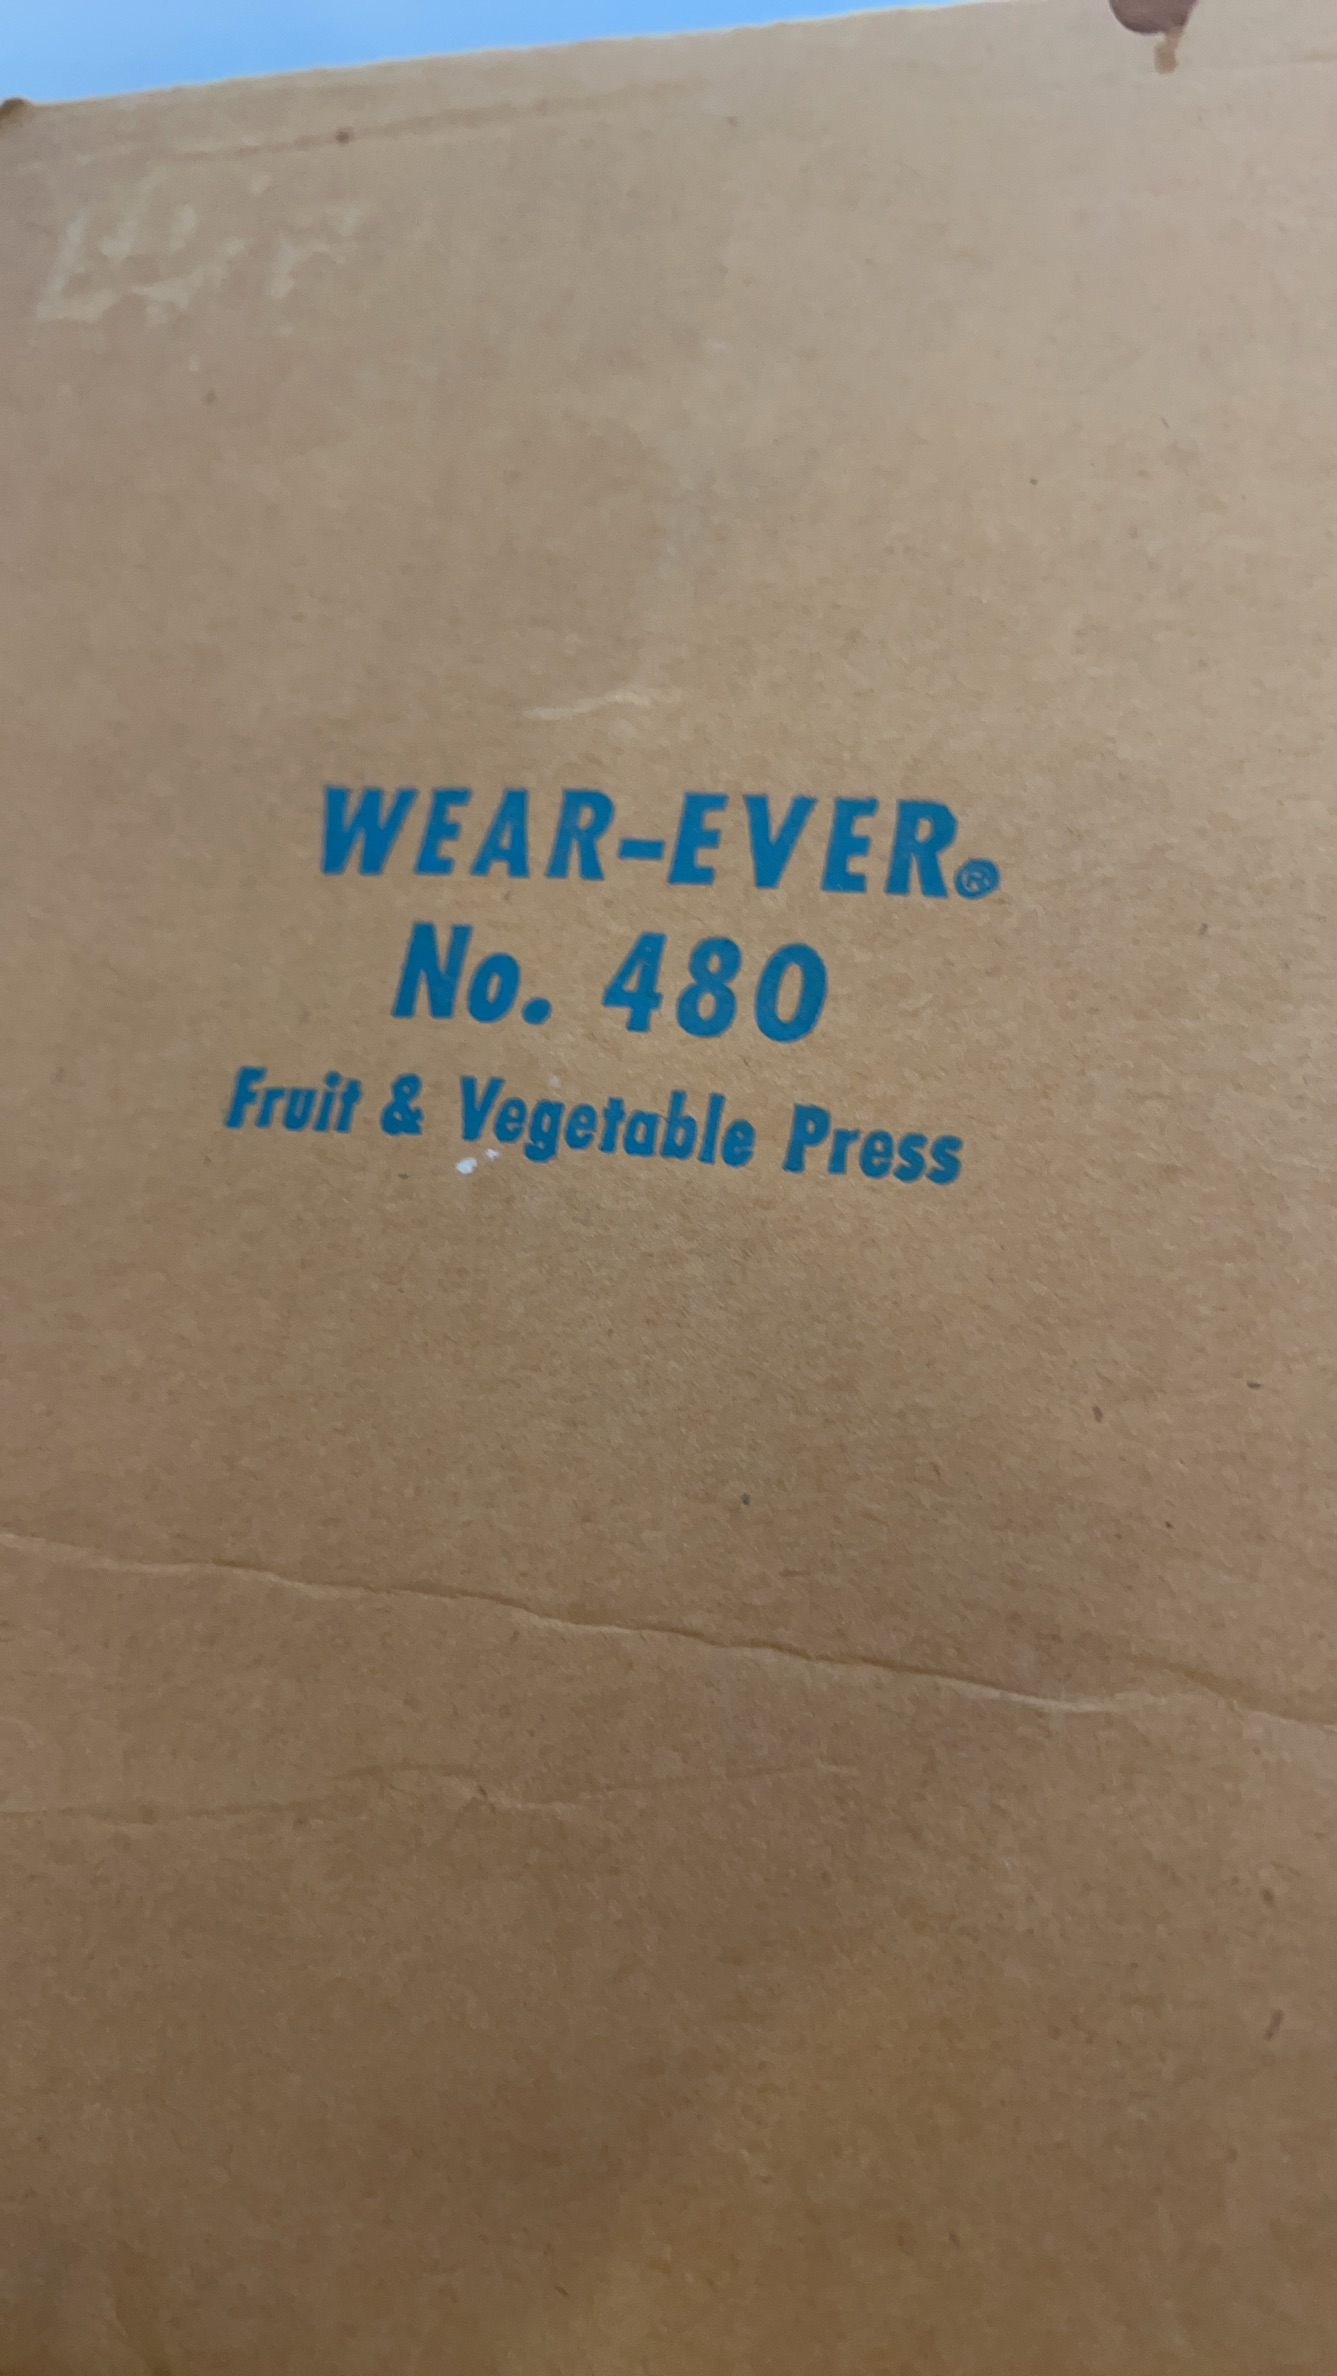 WEAR-EVER®
No. 480
Fruit & Vegetable Press